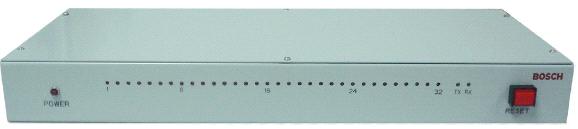 BOSCH
1 8 16 24 32 TX RX
POWER
RESET